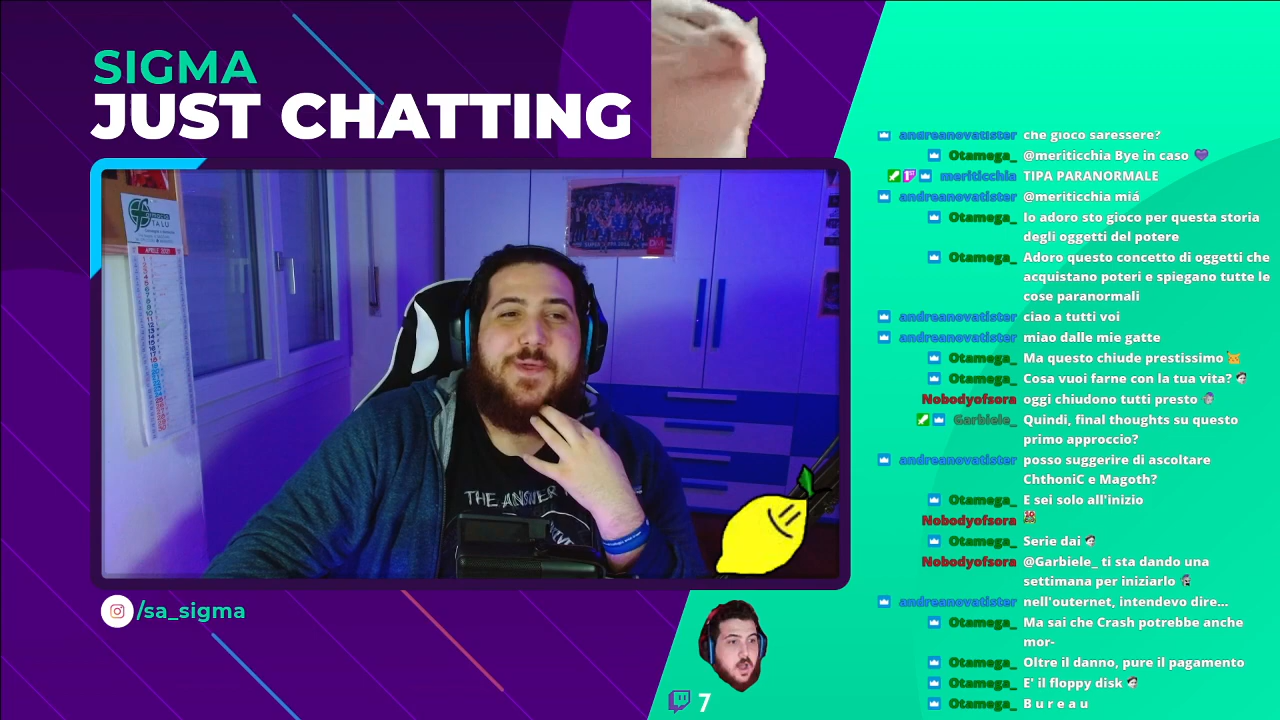 SIGMA
JUST CHATTING
APRILE 2021
THE ANSWER
/sa_sigma
7
andreanovatister che gioco saressere?
Otamega_ @meriticchia Bye in caso 💜
meriticchia TIPA PARANORMALE
andreanovatister @meriticchia miá
Otamega_ Io adoro sto gioco per questa storia
degli oggetti del potere
Otamega_ Adoro questo concetto di oggetti che
acquistano poteri e spiegano tutte le
cose paranormali
andreanovatister ciao a tutti voi
andreanovatister miao dalle mie gatte
Otamega_ Ma questo chiude prestissimo
Otamega_ Cosa vuoi farne con la tua vita?
Nobodyofsora oggi chiudono tutti presto
Garbiele_ Quindi, final thoughts su questo
primo approccio?
andreanovatister posso suggerire di ascoltare
ChthoniC e Magoth?
Otamega_ E sei solo all'inizio
Nobodyofsora
Otamega_ Serie dai
Nobodyofsora @Garbiele_ ti sta dando una
settimana per iniziarlo
andreanovatister nell'outernet, intendevo dire...
Otamega_ Ma sai che Crash potrebbe anche
mor-
Otamega_ Oltre il danno, pure il pagamento
Otamega_ E' il floppy disk
Otamega_ B u r e a u